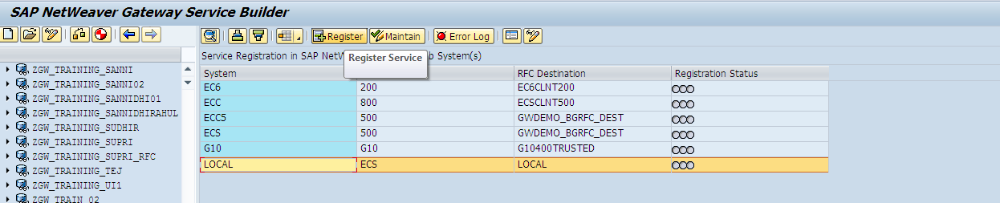 SAP NetWeaver Gateway Service Builder
Register Maintain Error Log
Service Registration in SAP NetW b System(s)
Register Service
System RFC Destination Registration Status
EC6 200 EC6CLNT200
ECC 800 ECSCLNT500
ECC5 500 GWDEMO_BGRFC_DEST
ECS 500 GWDEMO_BGRFC_DEST
G10 G10 G10400TRUSTED
LOCAL ECS LOCAL
ZGW_TRAINING_SANNI
ZGW_TRAINING_SANNI02
ZGW_TRAINING_SANNIDHI01
ZGW_TRAINING_SANNIDHIRAHUL
ZGW_TRAINING_SUDHIR
ZGW_TRAINING_SUPRI
ZGW_TRAINING_SUPRI_RFC
ZGW_TRAINING_TEJ
ZGW_TRAINING_UI1
ZGW_TRAIN_02